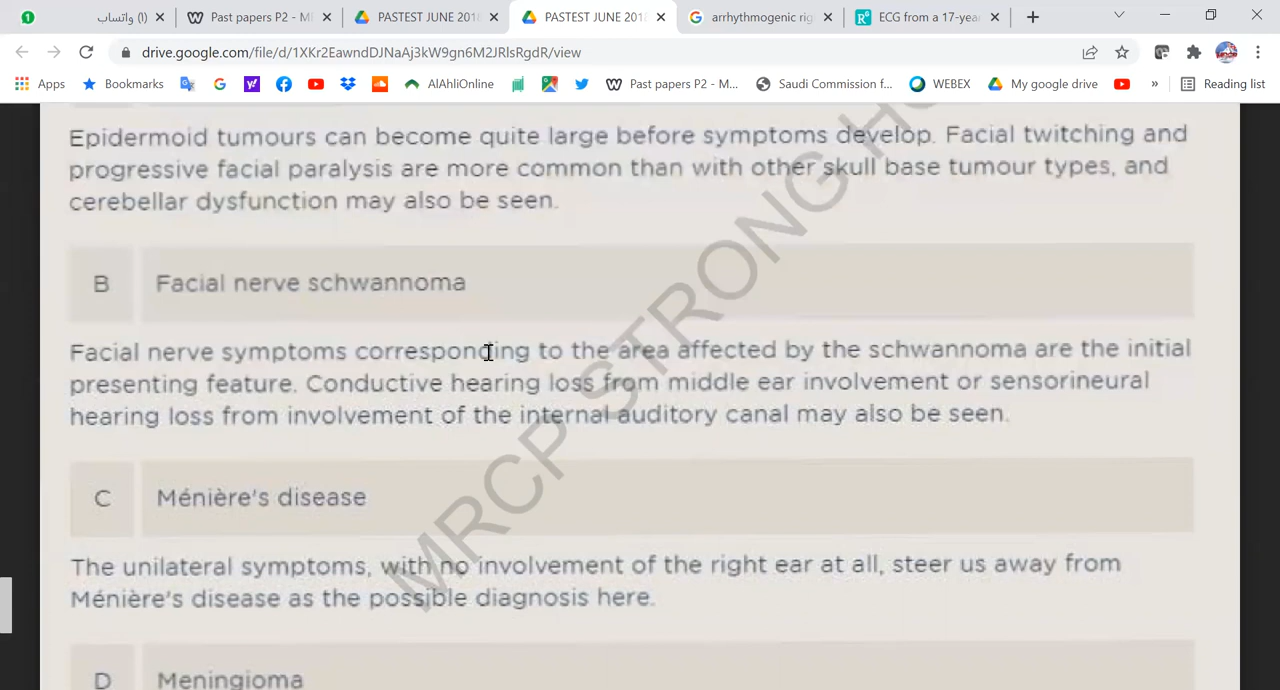 (١) واتساب
Past papers P2 - M
PASTEST JUNE 2018
PASTEST JUNE 2018
arrhythmogenic rig
ECG from a 17-yea
drive.google.com/file/d/1XKr2EawndDJNaAj3kW9gn6M2JRIsRgdR/view
Apps
Bookmarks
AlAhliOnline
Past papers P2 - M...
Saudi Commission f...
WEBEX
My google drive
Reading list
Epidermoid tumours can become quite large before symptoms develop. Facial twitching and
progressive facial paralysis are more common than with other skull base tumour types, and
cerebellar dysfunction may also be seen.
B Facial nerve schwannoma
Facial nerve symptoms corresponding to the area affected by the schwannoma are the initial
presenting feature. Conductive hearing loss from middle ear involvement or sensorineural
hearing loss from involvement of the internal auditory canal may also be seen.
C Ménière's disease
The unilateral symptoms, with no involvement of the right ear at all, steer us away from
Ménière's disease as the possible diagnosis here.
D Meningioma
MRCP STRONG